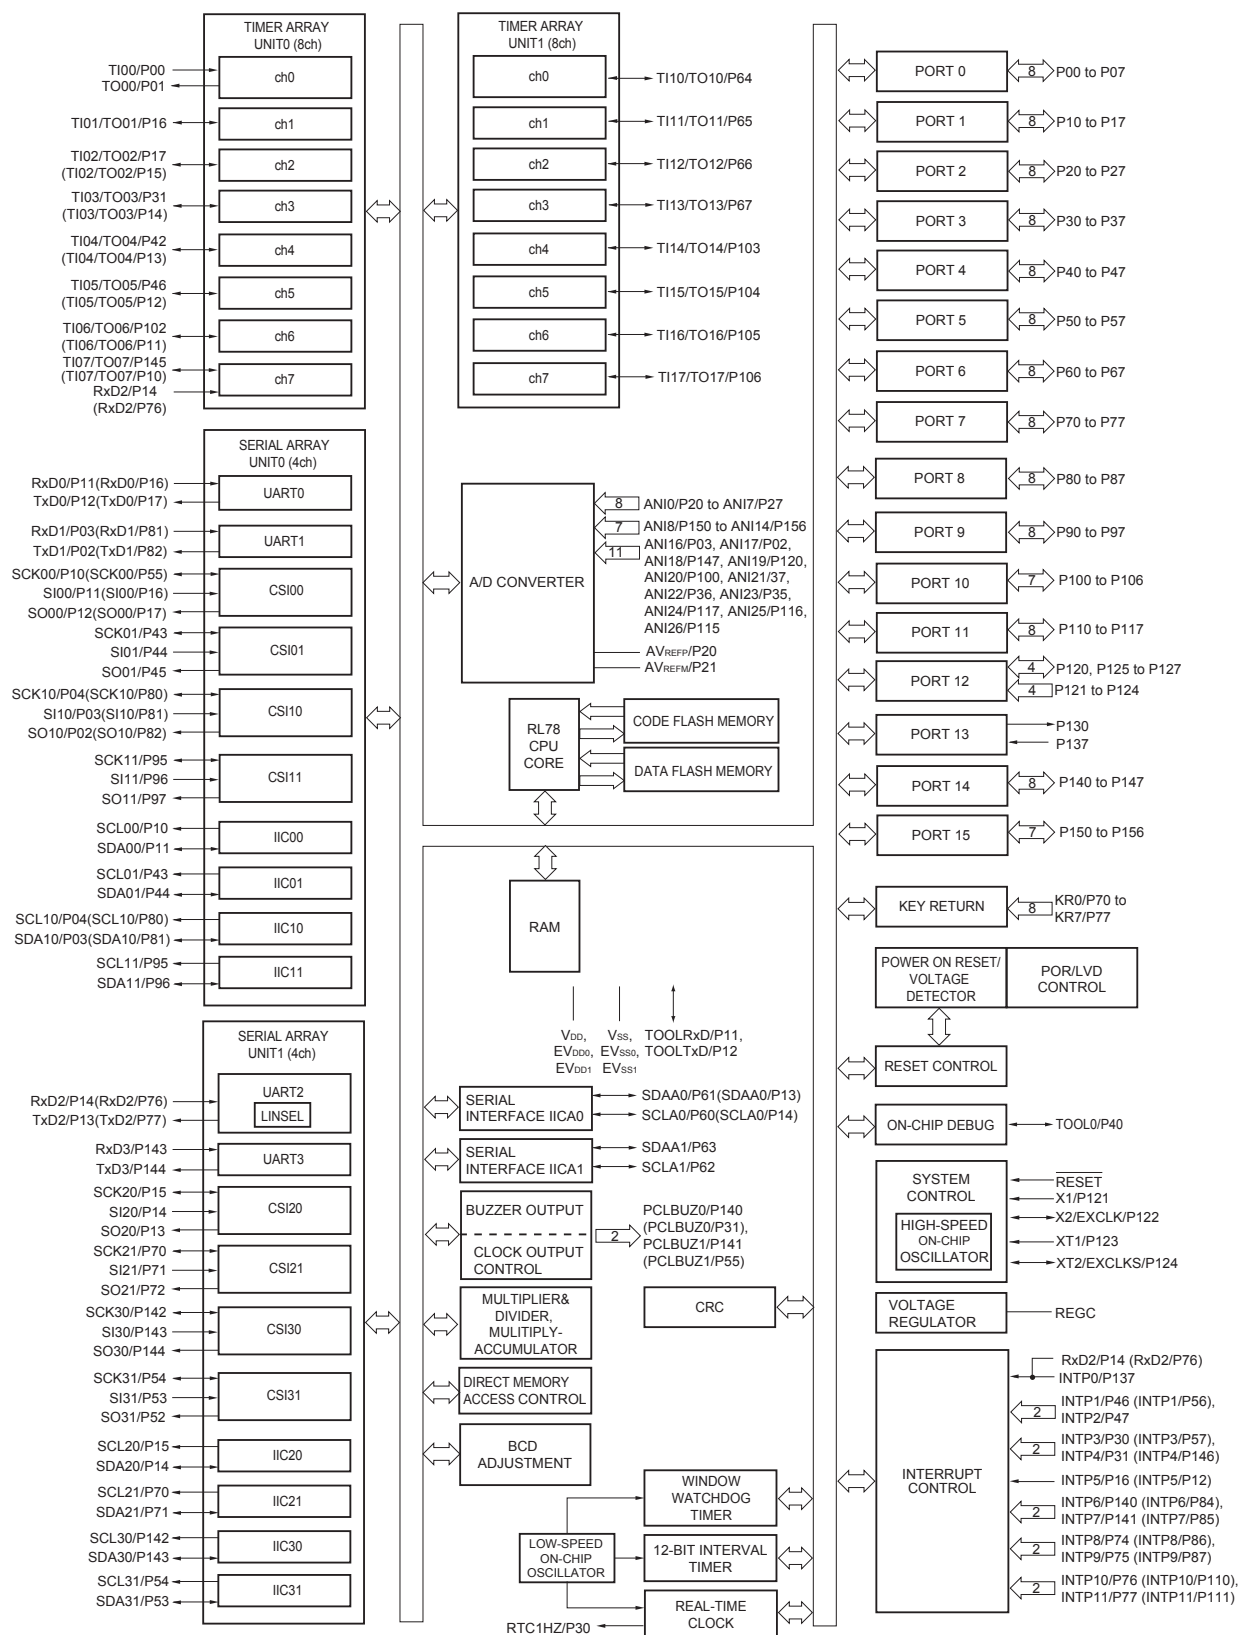 TIMER ARRAY
UNIT0 (8ch)
TI00/P00
TO00/P01
ch0
TI01/TO01/P16
ch1
TI02/TO02/P17
(TI02/TO02/P15)
ch2
TI03/TO03/P31
(TI03/TO03/P14)
ch3
TI04/TO04/P42
(TI04/TO04/P13)
ch4
TI05/TO05/P46
(TI05/TO05/P12)
ch5
TI06/TO06/P102
(TI06/TO06/P11)
ch6
TI07/TO07/P145
(TI07/TO07/P10)
RxD2/P14
(RxD2/P76)
ch7
SERIAL ARRAY
UNIT0 (4ch)
RxD0/P11(RxD0/P16)
TxD0/P12(TxD0/P17)
UART0
RxD1/P03(RxD1/P81)
TxD1/P02(TxD1/P82)
UART1
SCK00/P10(SCK00/P55)
SI00/P11(SI00/P16)
SO00/P12(SO00/P17)
CSI00
SCK01/P43
SI01/P44
SO01/P45
CSI01
SCK10/P04(SCK10/P80)
SI10/P03(SI10/P81)
SO10/P02(SO10/P82)
CSI10
SCK11/P95
SI11/P96
SO11/P97
CSI11
SCL00/P10
SDA00/P11
IIC00
SCL01/P43
SDA01/P44
IIC01
SCL10/P04(SCL10/P80)
SDA10/P03(SDA10/P81)
IIC10
SCL11/P95
SDA11/P96
IIC11
SERIAL ARRAY
UNIT1 (4ch)
RxD2/P14(RxD2/P76)
TxD2/P13(TxD2/P77)
UART2
LINSEL
RxD3/P143
TxD3/P144
UART3
SCK20/P15
SI20/P14
SO20/P13
CSI20
SCK21/P70
SI21/P71
SO21/P72
CSI21
SCK30/P142
SI30/P143
SO30/P144
CSI30
SCK31/P54
SI31/P53
SO31/P52
CSI31
SCL20/P15
SDA20/P14
IIC20
SCL21/P70
SDA21/P71
IIC21
SCL30/P142
SDA30/P143
IIC30
SCL31/P54
SDA31/P53
IIC31
TIMER ARRAY
UNIT1 (8ch)
ch0
TI10/TO10/P64
ch1
TI11/TO11/P65
ch2
TI12/TO12/P66
ch3
TI13/TO13/P67
ch4
TI14/TO14/P103
ch5
TI15/TO15/P104
ch6
TI16/TO16/P105
ch7
TI17/TO17/P106
A/D CONVERTER
8
ANI0/P20 to ANI7/P27
7
ANI8/P150 to ANI14/P156
11
ANI16/P03, ANI17/P02,
ANI18/P147, ANI19/P120,
ANI20/P100, ANI21/37,
ANI22/P36, ANI23/P35,
ANI24/P117, ANI25/P116,
ANI26/P115
AVREFP/P20
AVREFM/P21
RL78
CPU
CORE
CODE FLASH MEMORY
DATA FLASH MEMORY
RAM
VDD,
EVDD0,
EVDD1
VSS,
EVSS0,
EVSS1
TOOLRxD/P11,
TOOLTxD/P12
SERIAL
INTERFACE IICA0
SDAA0/P61(SDAA0/P13)
SCLA0/P60(SCLA0/P14)
SERIAL
INTERFACE IICA1
SDAA1/P63
SCLA1/P62
BUZZER OUTPUT
CLOCK OUTPUT
CONTROL
2
PCLBUZ0/P140
(PCLBUZ0/P31),
PCLBUZ1/P141
(PCLBUZ1/P55)
MULTIPLIER&
DIVIDER,
MULITIPLY-
ACCUMULATOR
CRC
DIRECT MEMORY
ACCESS CONTROL
BCD
ADJUSTMENT
WINDOW
WATCHDOG
TIMER
LOW-SPEED
ON-CHIP
OSCILLATOR
12-BIT INTERVAL
TIMER
REAL-TIME
CLOCK
RTC1HZ/P30
PORT 0
8
P00 to P07
PORT 1
8
P10 to P17
PORT 2
8
P20 to P27
PORT 3
8
P30 to P37
PORT 4
8
P40 to P47
PORT 5
8
P50 to P57
PORT 6
8
P60 to P67
PORT 7
8
P70 to P77
PORT 8
8
P80 to P87
PORT 9
8
P90 to P97
PORT 10
7
P100 to P106
PORT 11
8
P110 to P117
PORT 12
4
P120, P125 to P127
4
P121 to P124
PORT 13
P130
P137
PORT 14
8
P140 to P147
PORT 15
7
P150 to P156
KEY RETURN
8
KR0/P70 to
KR7/P77
POWER ON RESET/
VOLTAGE
DETECTOR
POR/LVD
CONTROL
RESET CONTROL
ON-CHIP DEBUG
TOOL0/P40
SYSTEM
CONTROL
HIGH-SPEED
ON-CHIP
OSCILLATOR
RESET
X1/P121
X2/EXCLK/P122
XT1/P123
XT2/EXCLKS/P124
VOLTAGE
REGULATOR
REGC
INTERRUPT
CONTROL
RxD2/P14 (RxD2/P76)
INTP0/P137
2
INTP1/P46 (INTP1/P56),
INTP2/P47
2
INTP3/P30 (INTP3/P57),
INTP4/P31 (INTP4/P146)
INTP5/P16 (INTP5/P12)
2
INTP6/P140 (INTP6/P84),
INTP7/P141 (INTP7/P85)
2
INTP8/P74 (INTP8/P86),
INTP9/P75 (INTP9/P87)
2
INTP10/P76 (INTP10/P110),
INTP11/P77 (INTP11/P111)